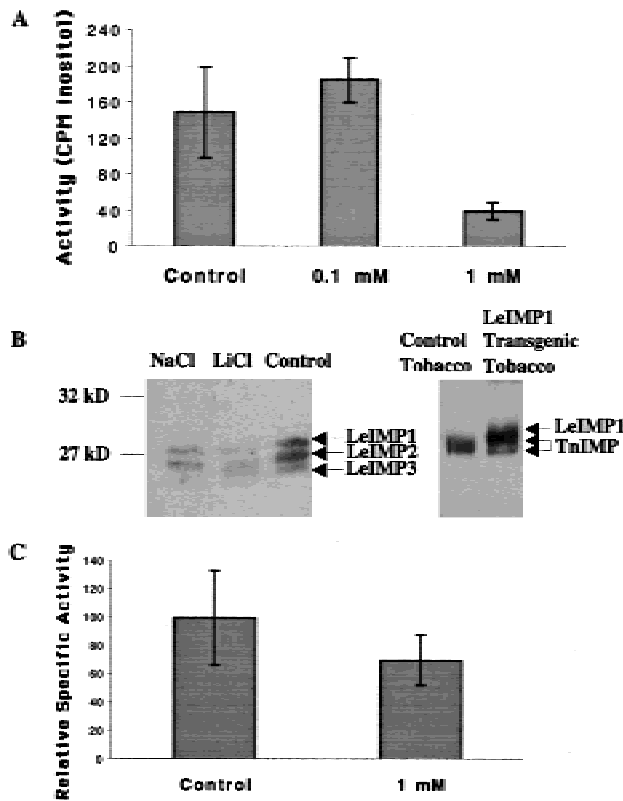 A
Activity (CPM Inositol)
240
200
160
120
80
40
0
Control 0.1 mM 1 mM
B
NaCl LiCl Control
Control
Tobacco
LeIMP1
Transgenic
Tobacco
32 kD
27 kD
LeIMP1
LeIMP2
LeIMP3
LeIMP1
TnIMP
C
Relative Specific Activity
140
120
100
80
60
40
20
0
Control 1 mM